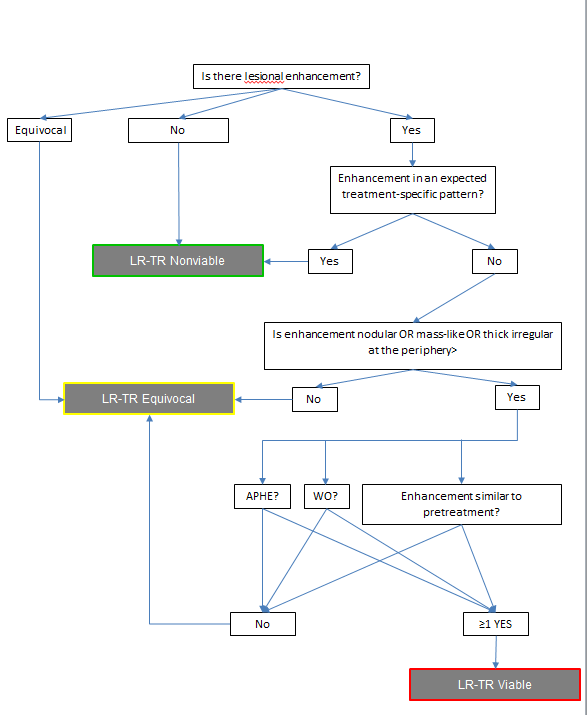 Is there lesional enhancement?
Equivocal
No
Yes
Enhancement in an expected
treatment-specific pattern?
LR-TR Nonviable
Yes
No
Is enhancement nodular OR mass-like OR thick irregular
at the periphery>
LR-TR Equivocal
No
Yes
APHE?
WO?
Enhancement similar to
pretreatment?
No
≥1 YES
LR-TR Viable